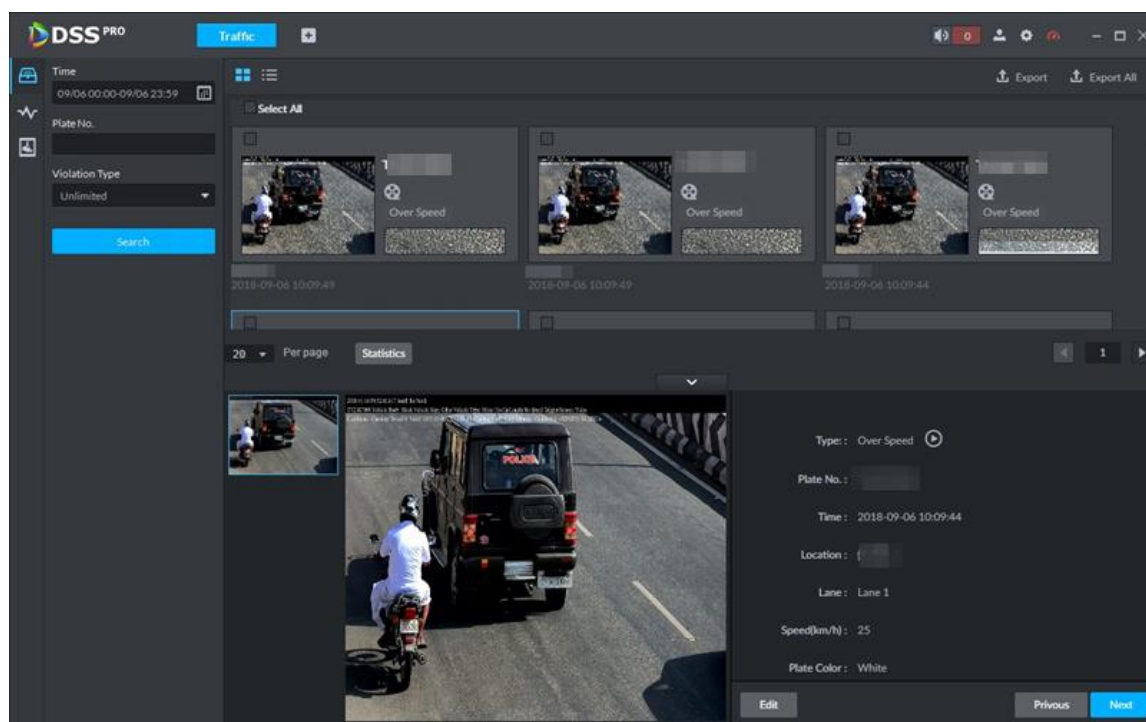 DSS PRO
Traffic
0
Time
09/06 00:00-09/06 23:59
Plate No.
Violation Type
Unlimited
Search
Export
Export All
Select All
Over Speed
Over Speed
Over Speed
2018-09-06 10:09:49
2018-09-06 10:09:49
2018-09-06 10:09:44
20
Per page
Statistics
1
POLICE
Type: : Over Speed
Plate No. :
Time : 2018-09-06 10:09:44
Location :
Lane : Lane 1
Speed(km/h) : 25
Plate Color : White
Edit
Privous
Next